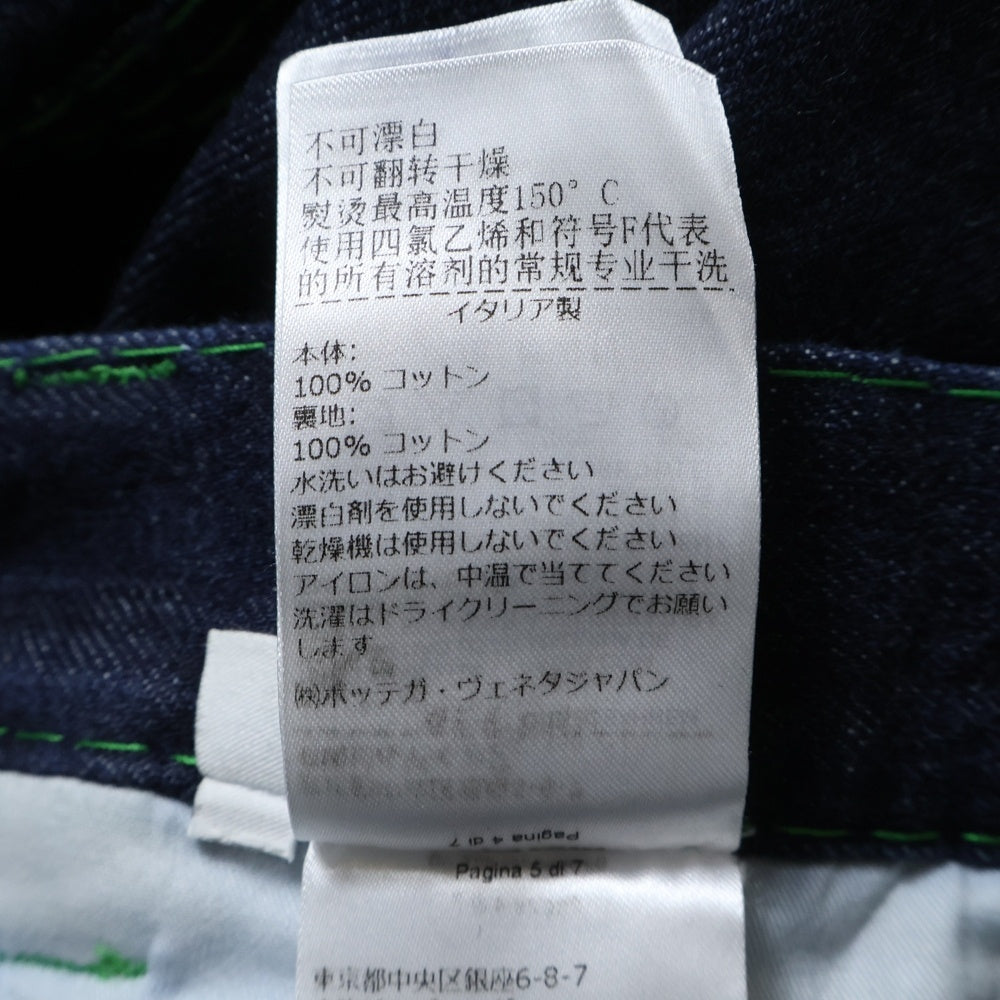 不可漂白
不可翻转干燥
熨烫最高温度150° C
使用四氯乙烯和符号F代表
的所有溶剂的常规专业干洗
イタリア製
本体:
100% コットン
裏地:
100% コットン
水洗いはお避けください
漂白剤を使用しないでください
乾燥機は使用しないでください
アイロンは、中温で当ててください
洗濯はドライクリーニングでお願い
します
㈱ボッテガ・ヴェネタジャパン
Pagina 4 di 7
Pagina 5 di 7
東京都中央区銀座6-8-7